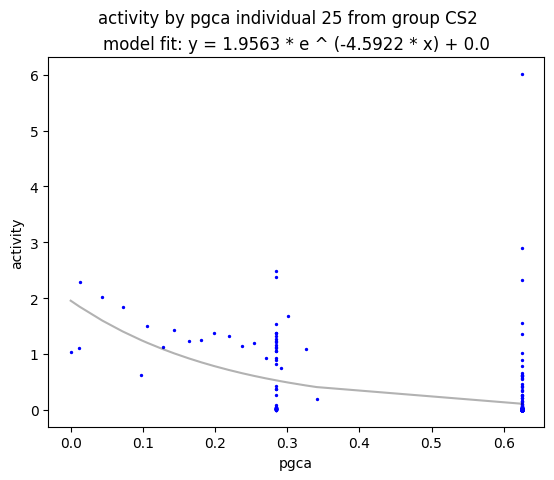 activity by pgca individual 25 from group CS2
model fit: y = 1.9563 * e ^ (-4.5922 * x) + 0.0
6
5
4
3
2
1
0
activity
0.0 0.1 0.2 0.3 0.4 0.5 0.6
pgca